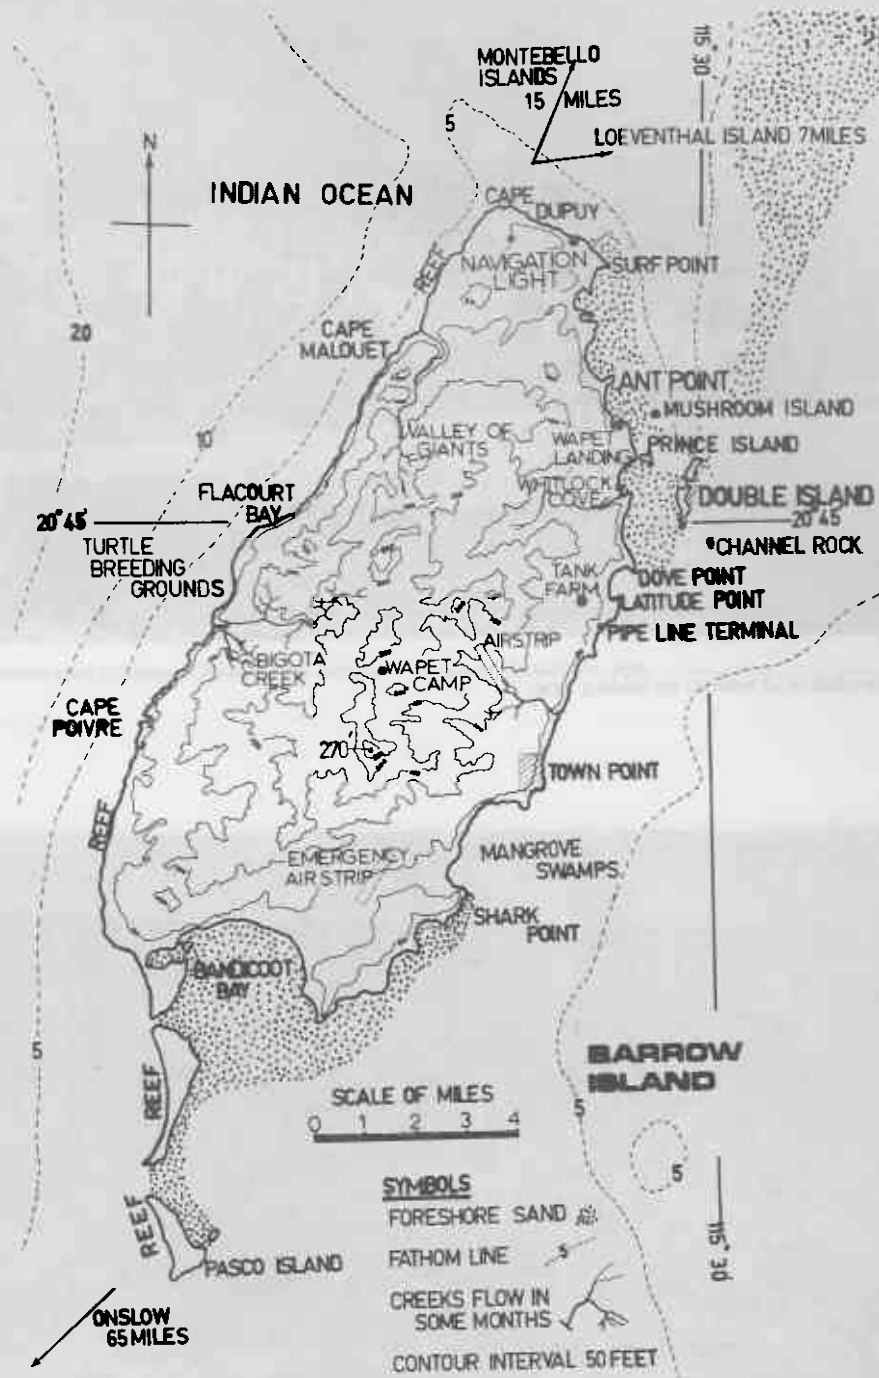 MONTEBELLO
ISLANDS
15 MILES
115° 30
5
LOEVENTHAL ISLAND 7MILES
N
INDIAN OCEAN
CAPE
DUPUY
REEF
NAVIGATION
LIGHT
SURF POINT
20
CAPE
MALOUET
ANT POINT
MUSHROOM ISLAND
10
VALLEY OF
GIANTS
WAPET
LANDING
PRINCE ISLAND
WHITLOCK
COVE
DOUBLE ISLAND
FLACOURT
BAY
20° 45'
20° 45
TURTLE
BREEDING
GROUNDS
CHANNEL ROCK
TANK
FARM
DOVE POINT
LATITUDE POINT
AIRSTRIP
PIPE LINE TERMINAL
BIGOTA
CREEK
WAPET
CAMP
CAPE
POIVRE
270'
TOWN POINT
REEF
EMERGENCY
AIRSTRIP
MANGROVE
SWAMPS
SHARK
POINT
BANDICOOT
BAY
5
BARROW
ISLAND
REEF
SCALE OF MILES
0 1 2 3 4
5
5
SYMBOLS
FORESHORE SAND
REEF
FATHOM LINE 5
115° 30
PASCO ISLAND
CREEKS FLOW IN
SOME MONTHS
ONSLOW
65 MILES
CONTOUR INTERVAL 50 FEET